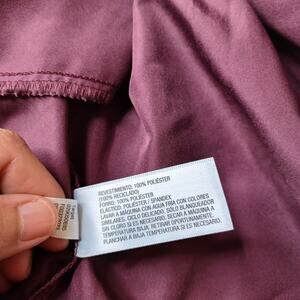 REVESTIMIENTO: 100% POLIÉSTER
(100% RECICLADO)
FORRO: 100% POLIÉSTER
ELÁSTICO: POLIÉSTER / SPANDEX
LAVAR A MÁQUINA CON AGUA FRÍA CON COLORES
SIMILARES. CICLO DELICADO. SÓLO BLANQUEADOR
SIN CLORO SI ES NECESARIO. SECAR A MÁQUINA A
TEMPERATURA BAJA. RETIRAR OPORTUNAMENTE.
PLANCHAR A BAJA TEMPERATURA SI ES NECESARIO.